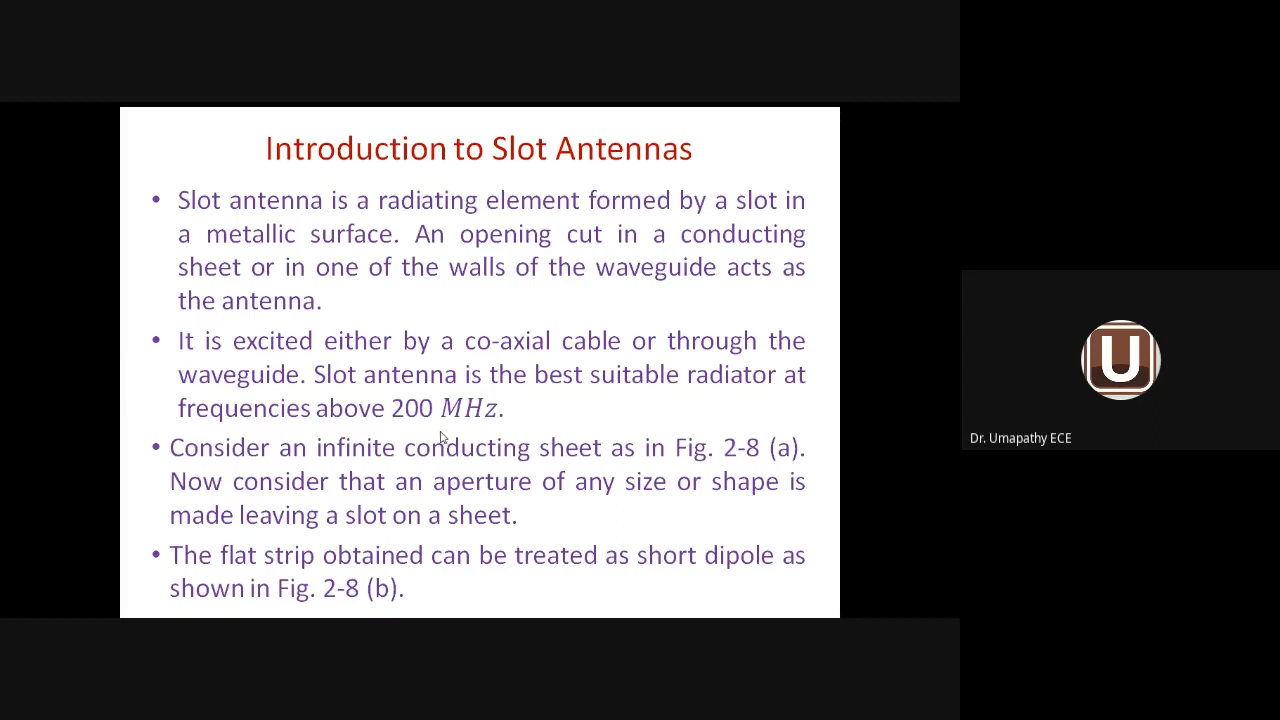 Introduction to Slot Antennas
• Slot antenna is a radiating element formed by a slot in
a metallic surface. An opening cut in a conducting
sheet or in one of the walls of the waveguide acts as
the antenna.
• It is excited either by a co-axial cable or through the
waveguide. Slot antenna is the best suitable radiator at
frequencies above 200 MHz.
• Consider an infinite conducting sheet as in Fig. 2-8 (a).
Now consider that an aperture of any size or shape is
made leaving a slot on a sheet.
• The flat strip obtained can be treated as short dipole as
shown in Fig. 2-8 (b).
U
Dr. Umapathy ECE